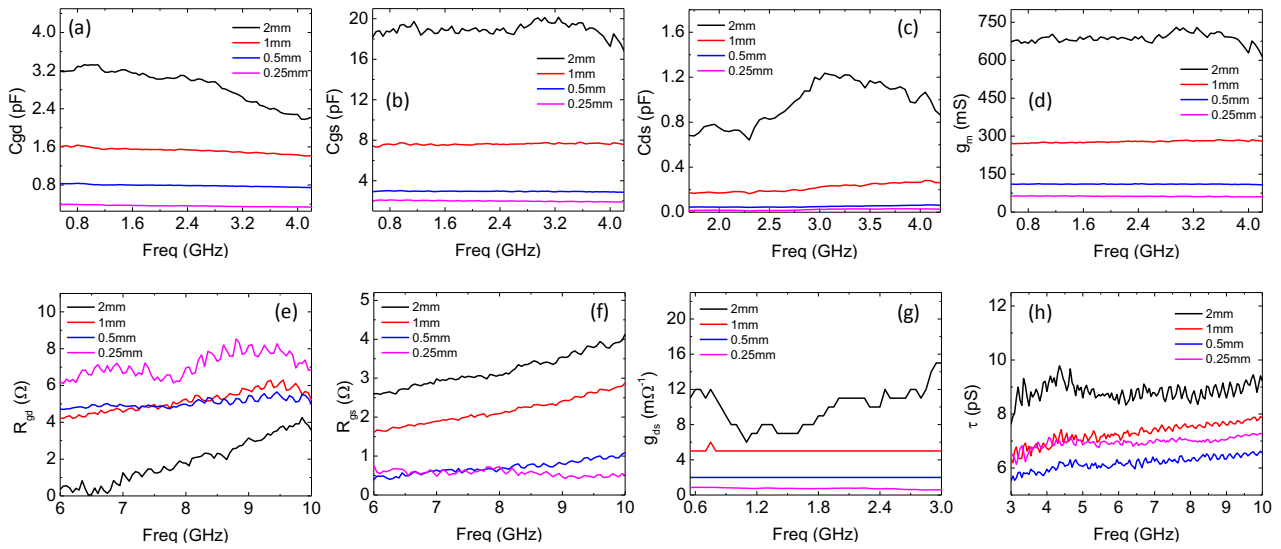 (a)
2mm
1mm
0.5mm
0.25mm
4.0
3.2
2.4
1.6
0.8
Cgd (pF)
0.8 1.6 2.4 3.2 4.0
Freq (GHz)
(b)
2mm
1mm
0.5mm
0.25mm
20
16
12
8
4
Cgs (pF)
0.8 1.6 2.4 3.2 4.0
Freq (GHz)
(c)
2mm
1mm
0.5mm
0.25mm
1.6
1.2
0.8
0.4
0.0
Cds (pF)
2.0 2.5 3.0 3.5 4.0
Freq (GHz)
(d)
2mm
1mm
0.5mm
0.25mm
750
600
450
300
150
0
gm (mS)
0.8 1.6 2.4 3.2 4.0
Freq (GHz)
(e)
2mm
1mm
0.5mm
0.25mm
10
8
6
4
2
0
Rgd (Ω)
6 7 8 9 10
Freq (GHz)
(f)
2mm
1mm
0.5mm
0.25mm
5
4
3
2
1
0
Rgs (Ω)
6 7 8 9 10
Freq (GHz)
(g)
2mm
1mm
0.5mm
0.25mm
20
16
12
8
4
0
gds (mΩ-1)
0.6 1.2 1.8 2.4 3.0
Freq (GHz)
(h)
2mm
1mm
0.5mm
0.25mm
12
10
8
6
τ (pS)
3 4 5 6 7 8 9 10
Freq (GHz)